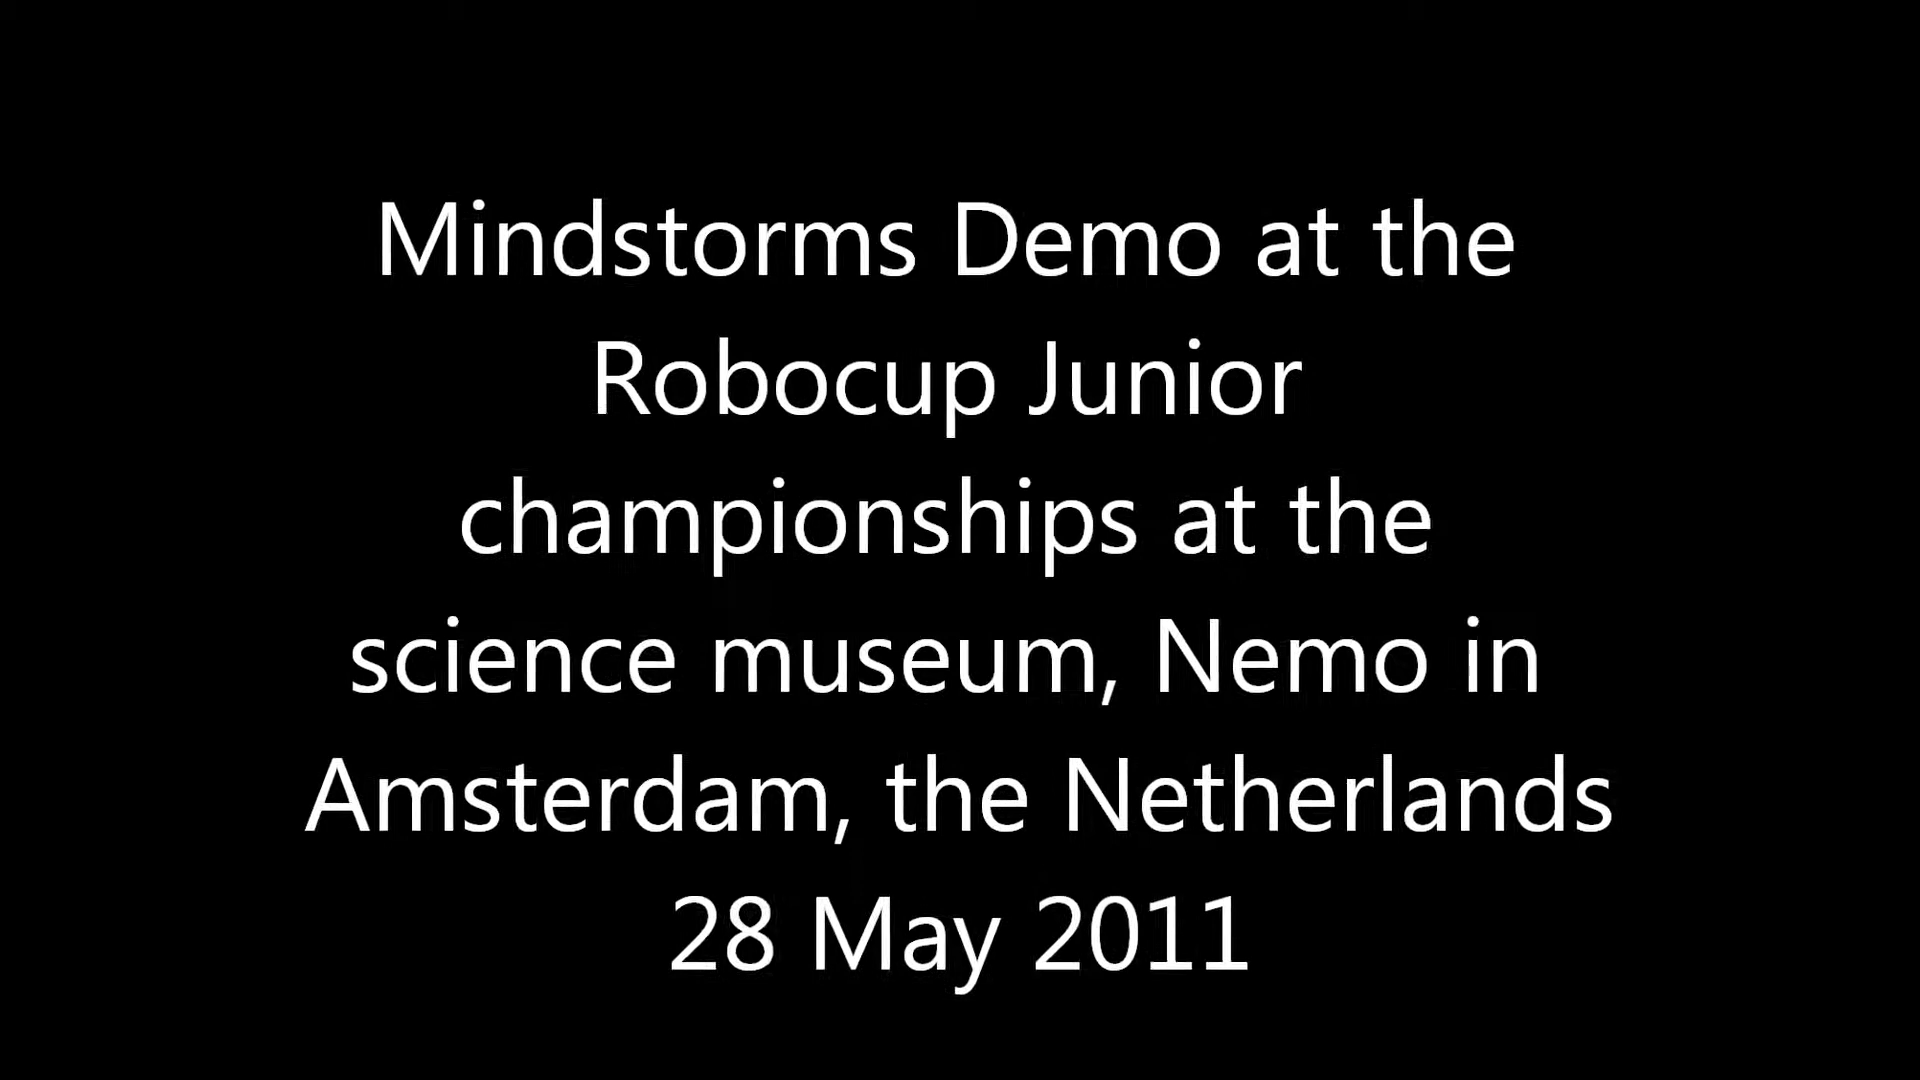 Mindstorms Demo at the
Robocup Junior
championships at the
science museum, Nemo in
Amsterdam, the Netherlands
28 May 2011